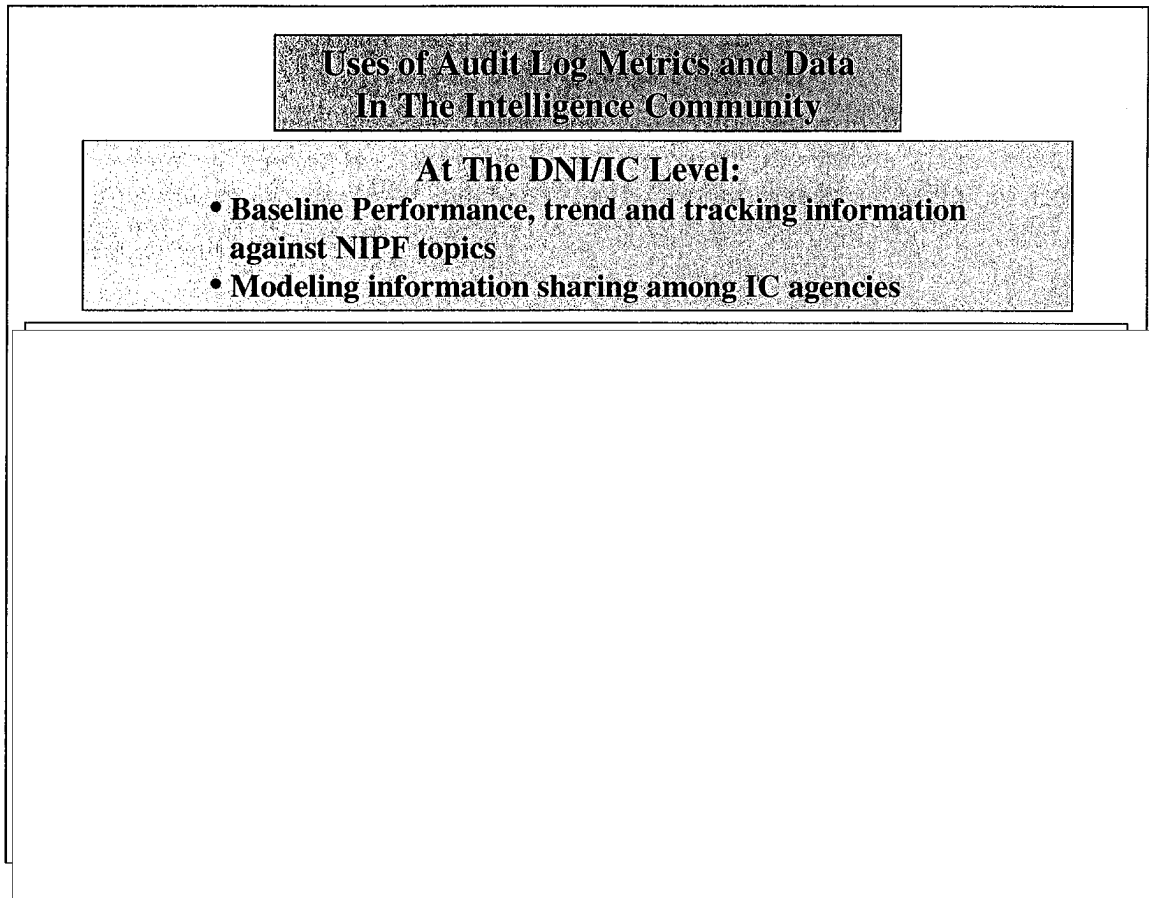 Uses of Audit Log Metrics and Data
In The Intelligence Community
At The DNI/IC Level:
• Baseline Performance, trend and tracking information
against NIPF topics
• Modeling information sharing among IC agencies